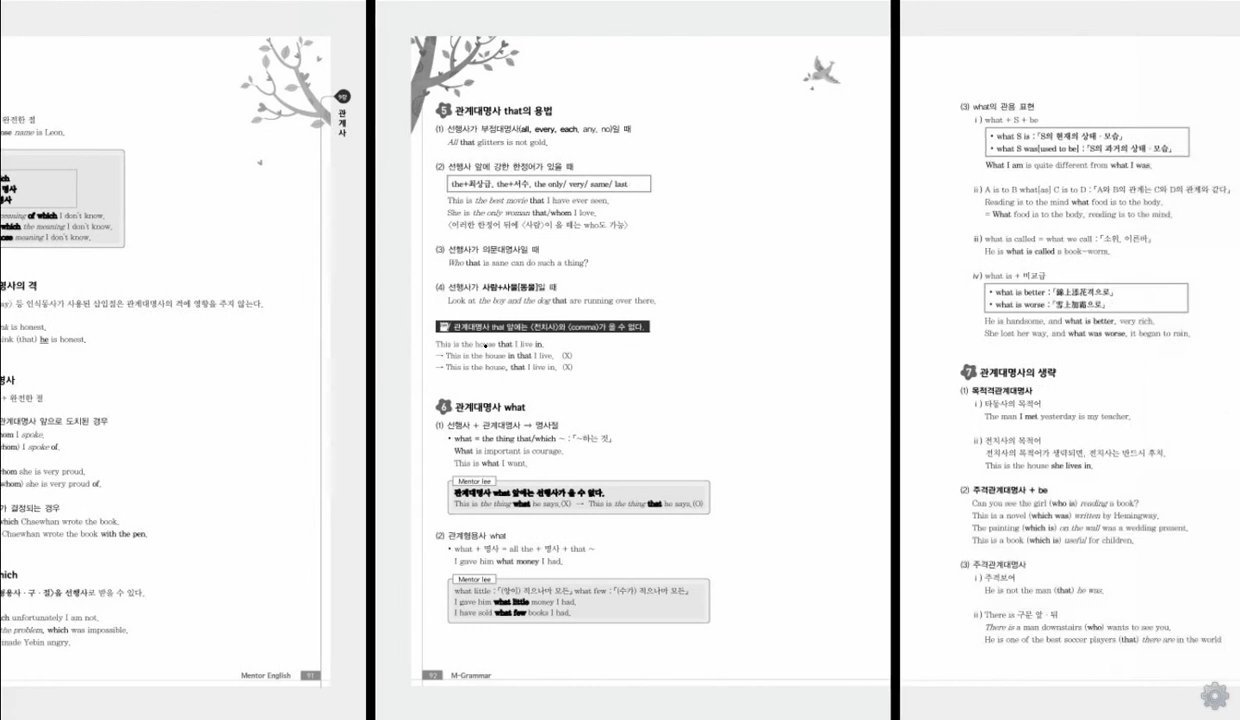 완전한 절
name is Leon.
of which I don't know.
which the meaning I don't know.
meaning I don't know.
명사의 격
등 인식동사가 사용된 삽입절은 관계대명사의 격에 영향을 주지 않는다.
is honest.
(that) he is honest.
+ 완전한 절
관계대명사 앞으로 도치된 경우
I spoke.
I spoke of.
she is very proud.
she is very proud of.
가 결정되는 경우
which Chaewhan wrote the book.
Chaewhan wrote the book with the pen.
구 · 절》을 선행사로 받을 수 있다.
unfortunately I am not.
the problem, which was impossible.
made Yebin angry.
Mentor English 91
9장
관계사
5 관계대명사 that의 용법
(1) 선행사가 부정대명사(all, every, each, any, no)일 때
All that glitters is not gold.
(2) 선행사 앞에 강한 한정어가 있을 때
the+최상급, the+서수, the only/ very/ same/ last
This is the best movie that I have ever seen.
She is the only woman that/whom I love.
〈이러한 한정어 뒤에 〈사람〉이 올 때는 who도 가능〉
(3) 선행사가 의문대명사일 때
Who that is sane can do such a thing?
(4) 선행사가 사람+사물[동물]일 때
Look at the boy and the dog that are running over there.
관계대명사 that 앞에는 〈전치사〉와 〈comma〉가 올 수 없다.
This is the house that I live in.
→ This is the house in that I live. (X)
→ This is the house, that I live in. (X)
6 관계대명사 what
(1) 선행사 + 관계대명사 → 명사절
• what = the thing that/which ~ :「~하는 것」
What is important is courage.
This is what I want.
Mentor lee
관계대명사 what 앞에는 선행사가 올 수 없다.
This is the thing what he says.(X) → This is the thing that he says.(O)
(2) 관계형용사 what
• what + 명사 = all the + 명사 + that ~
I gave him what money I had.
Mentor lee
what little :「(양이) 적으나마 모든」 what few :「(수가) 적으나마 모든」
I gave him what little money I had.
I have sold what few books I had.
92 M-Grammar
(3) what의 관용 표현
ⅰ) what + S + be
• what S is :「S의 현재의 상태 · 모습」
• what S was[used to be] :「S의 과거의 상태 · 모습」
What I am is quite different from what I was.
ⅱ) A is to B what[as] C is to D :「A와 B의 관계는 C와 D의 관계와 같다」
Reading is to the mind what food is to the body.
= What food is to the body, reading is to the mind.
ⅲ) what is called = what we call :「소위, 이른바」
He is what is called a book-worm.
ⅳ) what is + 비교급
• what is better :「錦上添花격으로」
• what is worse :「雪上加霜으로」
He is handsome, and what is better, very rich.
She lost her way, and what was worse, it began to rain.
7 관계대명사의 생략
(1) 목적격관계대명사
ⅰ) 타동사의 목적어
The man I met yesterday is my teacher.
ⅱ) 전치사의 목적어
전치사의 목적어가 생략되면, 전치사는 반드시 후치.
This is the house she lives in.
(2) 주격관계대명사 + be
Can you see the girl (who is) reading a book?
This is a novel (which was) written by Hemingway.
The painting (which is) on the wall was a wedding present.
This is a book (which is) useful for children.
(3) 주격관계대명사
ⅰ) 주격보어
He is not the man (that) he was.
ⅱ) There is 구문 앞 · 뒤
There is a man downstairs (who) wants to see you.
He is one of the best soccer players (that) there are in the world